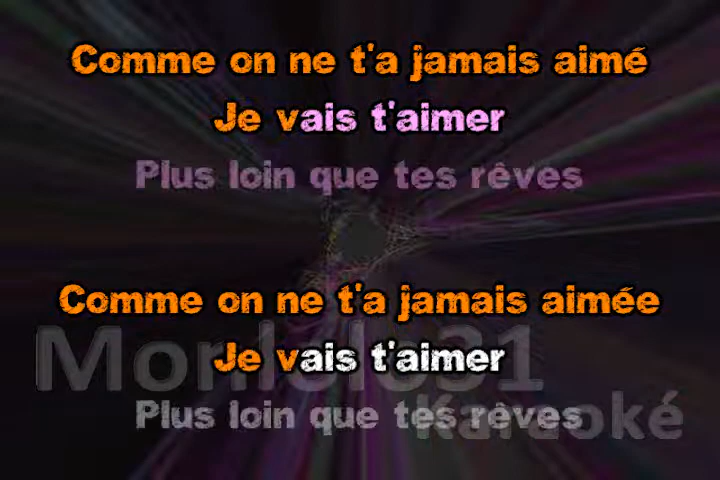 Comme on ne t'a jamais aimé
Je vais t'aimer
Plus loin que tes rêves
Comme on ne t'a jamais aimée
Je vais t'aimer
Plus loin que tes rêves
Monlolo31
Karaoké